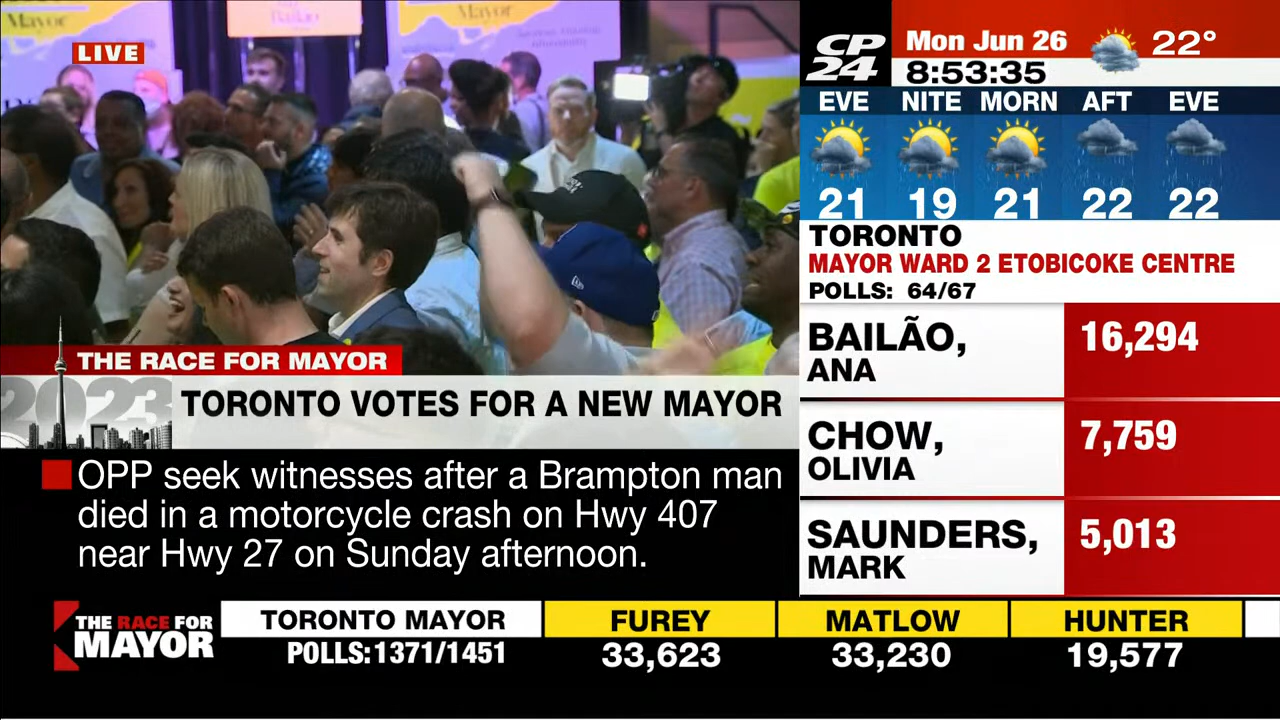 Mayor
Bailão
LIVE
CP
24
Mon Jun 26
22°
8:53:35
EVE NITE MORN AFT EVE
21 19 21 22 22
TORONTO
MAYOR WARD 2 ETOBICOKE CENTRE
POLLS: 64/67
BAILÃO,
ANA
16,294
CHOW,
OLIVIA
7,759
SAUNDERS,
MARK
5,013
THE RACE FOR MAYOR
2023
TORONTO VOTES FOR A NEW MAYOR
OPP seek witnesses after a Brampton man
died in a motorcycle crash on Hwy 407
near Hwy 27 on Sunday afternoon.
THE RACE FOR
MAYOR
TORONTO MAYOR FUREY MATLOW HUNTER
POLLS:1371/1451 33,623 33,230 19,577